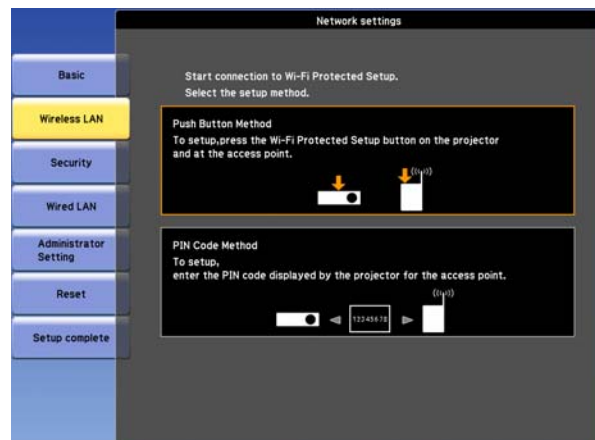 Network settings
Basic
Wireless LAN
Security
Wired LAN
Administrator
Setting
Reset
Setup complete
Start connection to Wi-Fi Protected Setup.
Select the setup method.
Push Button Method
To setup,press the Wi-Fi Protected Setup button on the projector
and at the access point.
PIN Code Method
To setup,
enter the PIN code displayed by the projector for the access point.
12345678